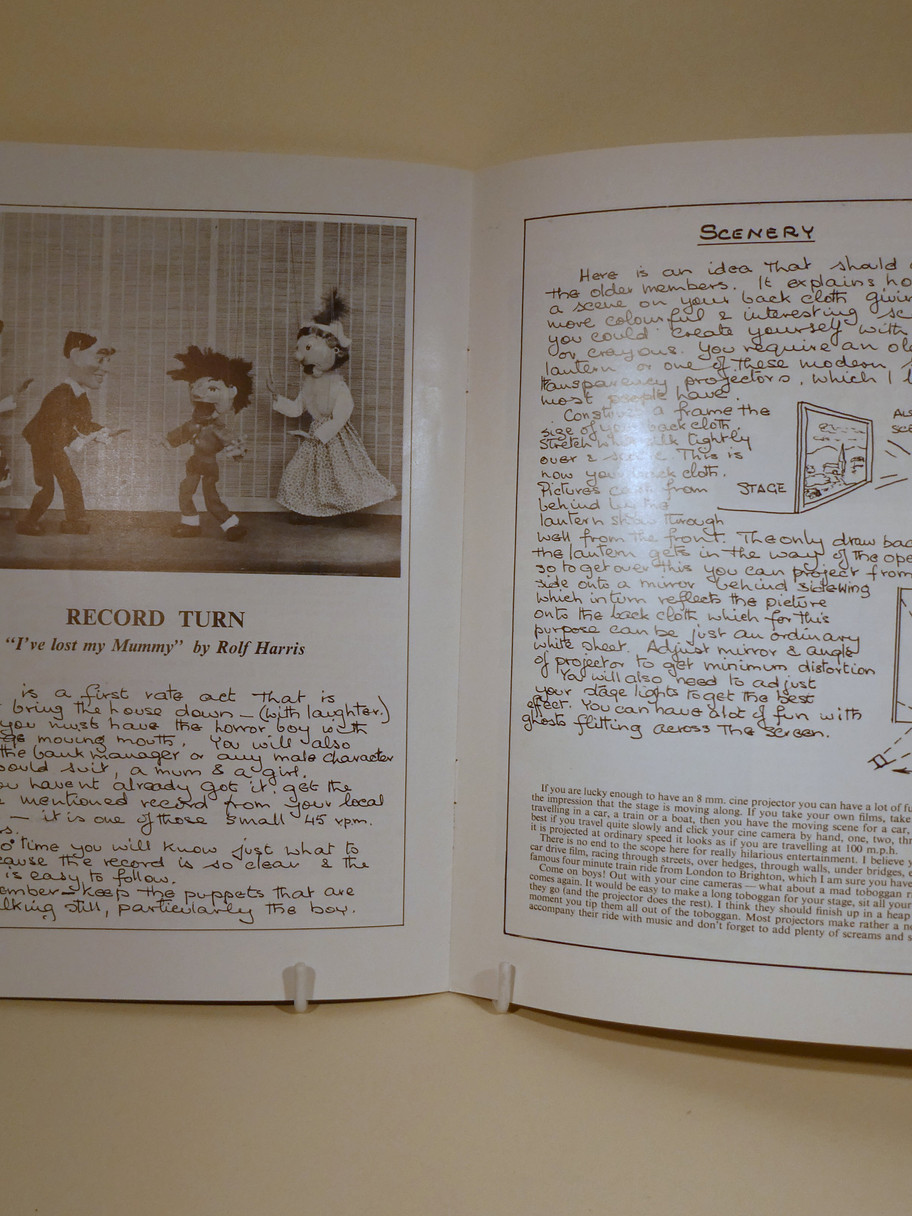 RECORD TURN
"I've lost my Mummy" by Rolf Harris
is a first rate act that is
bring the house down – (with laughter.)
you must have the horror boy with
moving mouth. You will also
the bank manager or any male character
would suit, a mum & a girl.
havent already got it get the
mentioned record from your local
– it is one of those small 45 r.p.m.
time you will know just what to
the record is so clear & the
is easy to follow.
keep the puppets that are
still, particularly the boy.
SCENERY
Here is an idea that should
the older members. It explains
a scene on your back cloth
more colourful & interesting
you could create yourself with
or crayons. You require an
lantern or one of these modern
transparency projectors, which I
most people have.
Construct a frame the
size of your back cloth.
Stretch white silk tightly
over & This is
now your back cloth.
Pictures from
behind
lantern show through
well from the front. The only draw
the lantern gets in the way of the
so to get over this you can project from
side onto a mirror behind sidewing
which in turn reflects the picture
onto the back cloth which for this
purpose can be just an ordinary
white sheet. Adjust mirror & angle
of projector to get minimum distortion
You will also need to adjust
your stage lights to get the best
effect. You can have a lot of fun with
ghosts flitting across the screen.
STAGE
If you are lucky enough to have an 8 mm. cine projector you can have a lot of
the impression that the stage is moving along. If you take your own films, take
travelling in a car, a train or a boat, then you have the moving scene for a car,
best if you travel quite slowly and click your cine camera by hand, one, two,
it is projected at ordinary speed it looks as if you are travelling at 100 m.p.h.
There is no end to the scope here for really hilarious entertainment. I believe
car drive film, racing through streets, over hedges, through walls, under bridges,
famous four minute train ride from London to Brighton, which I am sure you have
Come on boys! Out with your cine cameras — what about a mad toboggan
comes again. It would be easy to make a long toboggan for your stage, sit all your
they go (and the projector does the rest). I think they should finish up in a heap
moment you tip them all out of the toboggan. Most projectors make rather a
accompany their ride with music and don't forget to add plenty of screams and